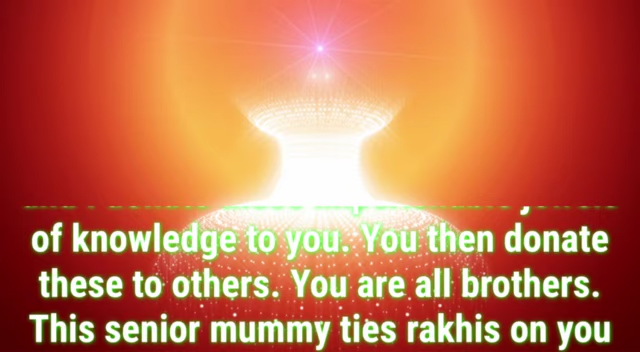 of knowledge to you. You then donate
these to others. You are all brothers.
This senior mummy ties rakhis on you